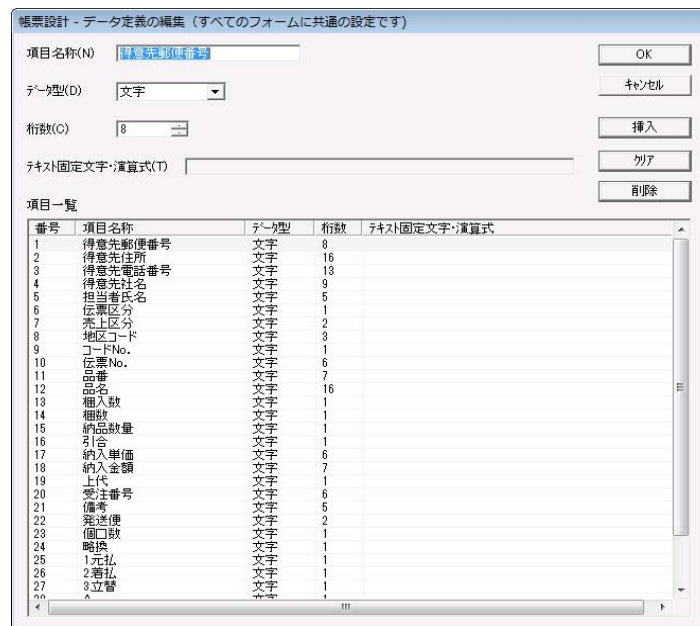 帳票設計 - データ定義の編集（すべてのフォームに共通の設定です)
項目名称(N) 得意先郵便番号 OK
ﾃﾞｰﾀ型(D) 文字 ｷｬﾝｾﾙ
桁数(C) 8 挿入
ﾃｷｽﾄ固定文字･演算式(T) ｸﾘｱ
削除
項目一覧
番号 項目名称 ﾃﾞｰﾀ型 桁数 ﾃｷｽﾄ固定文字･演算式
1 得意先郵便番号 文字 8
2 得意先住所 文字 16
3 得意先電話番号 文字 13
4 得意先社名 文字 9
5 担当者氏名 文字 5
6 伝票区分 文字 1
7 売上区分 文字 2
8 地区コード 文字 3
9 コードNo. 文字 1
10 伝票No. 文字 6
11 品番 文字 7
12 品名 文字 16
13 梱入数 文字 1
14 梱数 文字 1
15 納品数量 文字 1
16 引合 文字 1
17 納入単価 文字 6
18 納入金額 文字 7
19 上代 文字 1
20 受注番号 文字 6
21 備考 文字 5
22 発送便 文字 2
23 個口数 文字 1
24 略換 文字 1
25 1元払 文字 1
26 2着払 文字 1
27 3立替 文字 1